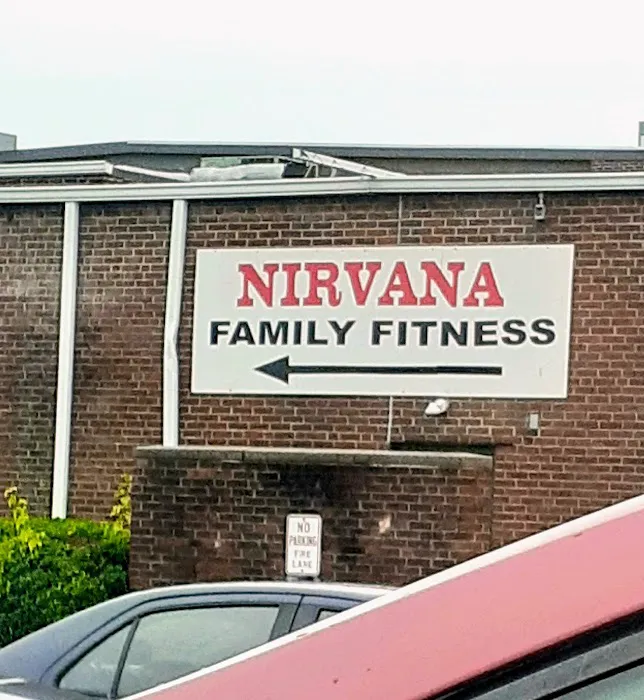 NIRVANA
FAMILY FITNESS
NO
PARKING
FIRE
LANE